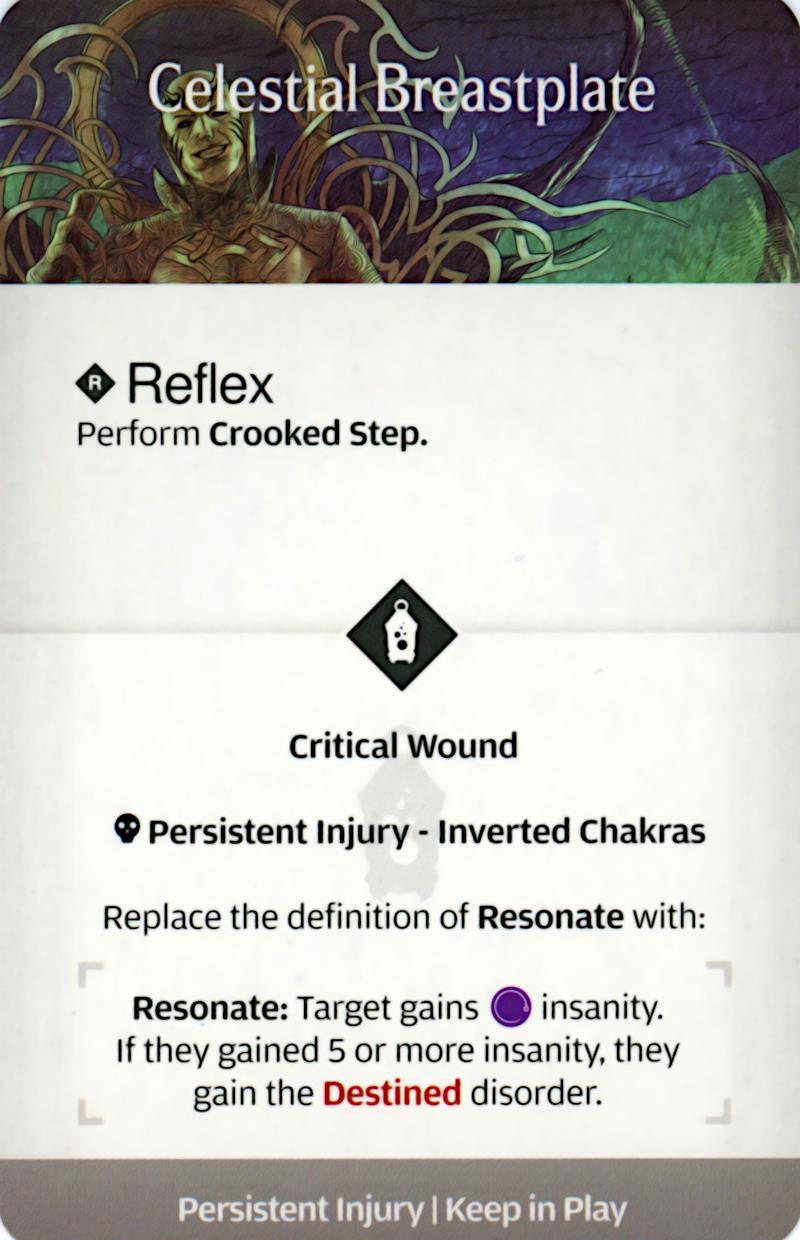 Celestial Breastplate
R Reflex
Perform Crooked Step.
Critical Wound
Persistent Injury - Inverted Chakras
Replace the definition of Resonate with:
Resonate: Target gains insanity.
If they gained 5 or more insanity, they
gain the Destined disorder.
Persistent Injury | Keep in Play